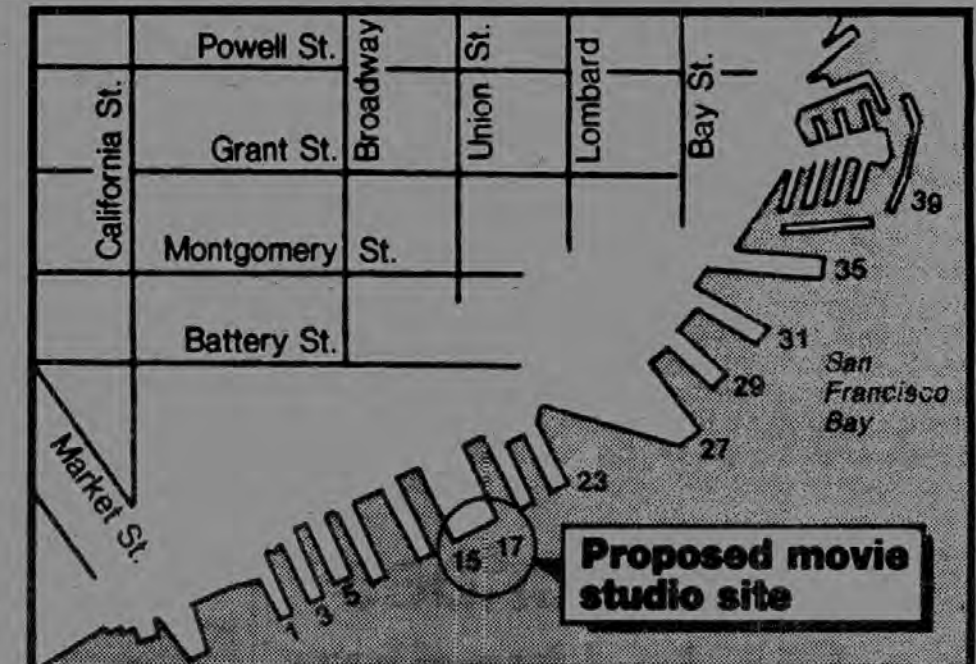 Powell St.
Grant St.
Montgomery St.
Battery St.
California St.
Broadway
Union St.
Lombard
Bay St.
Market St.
39
35
31
29
27
23
17
15
5
3
1
San
Francisco
Bay
Proposed movie
studio site